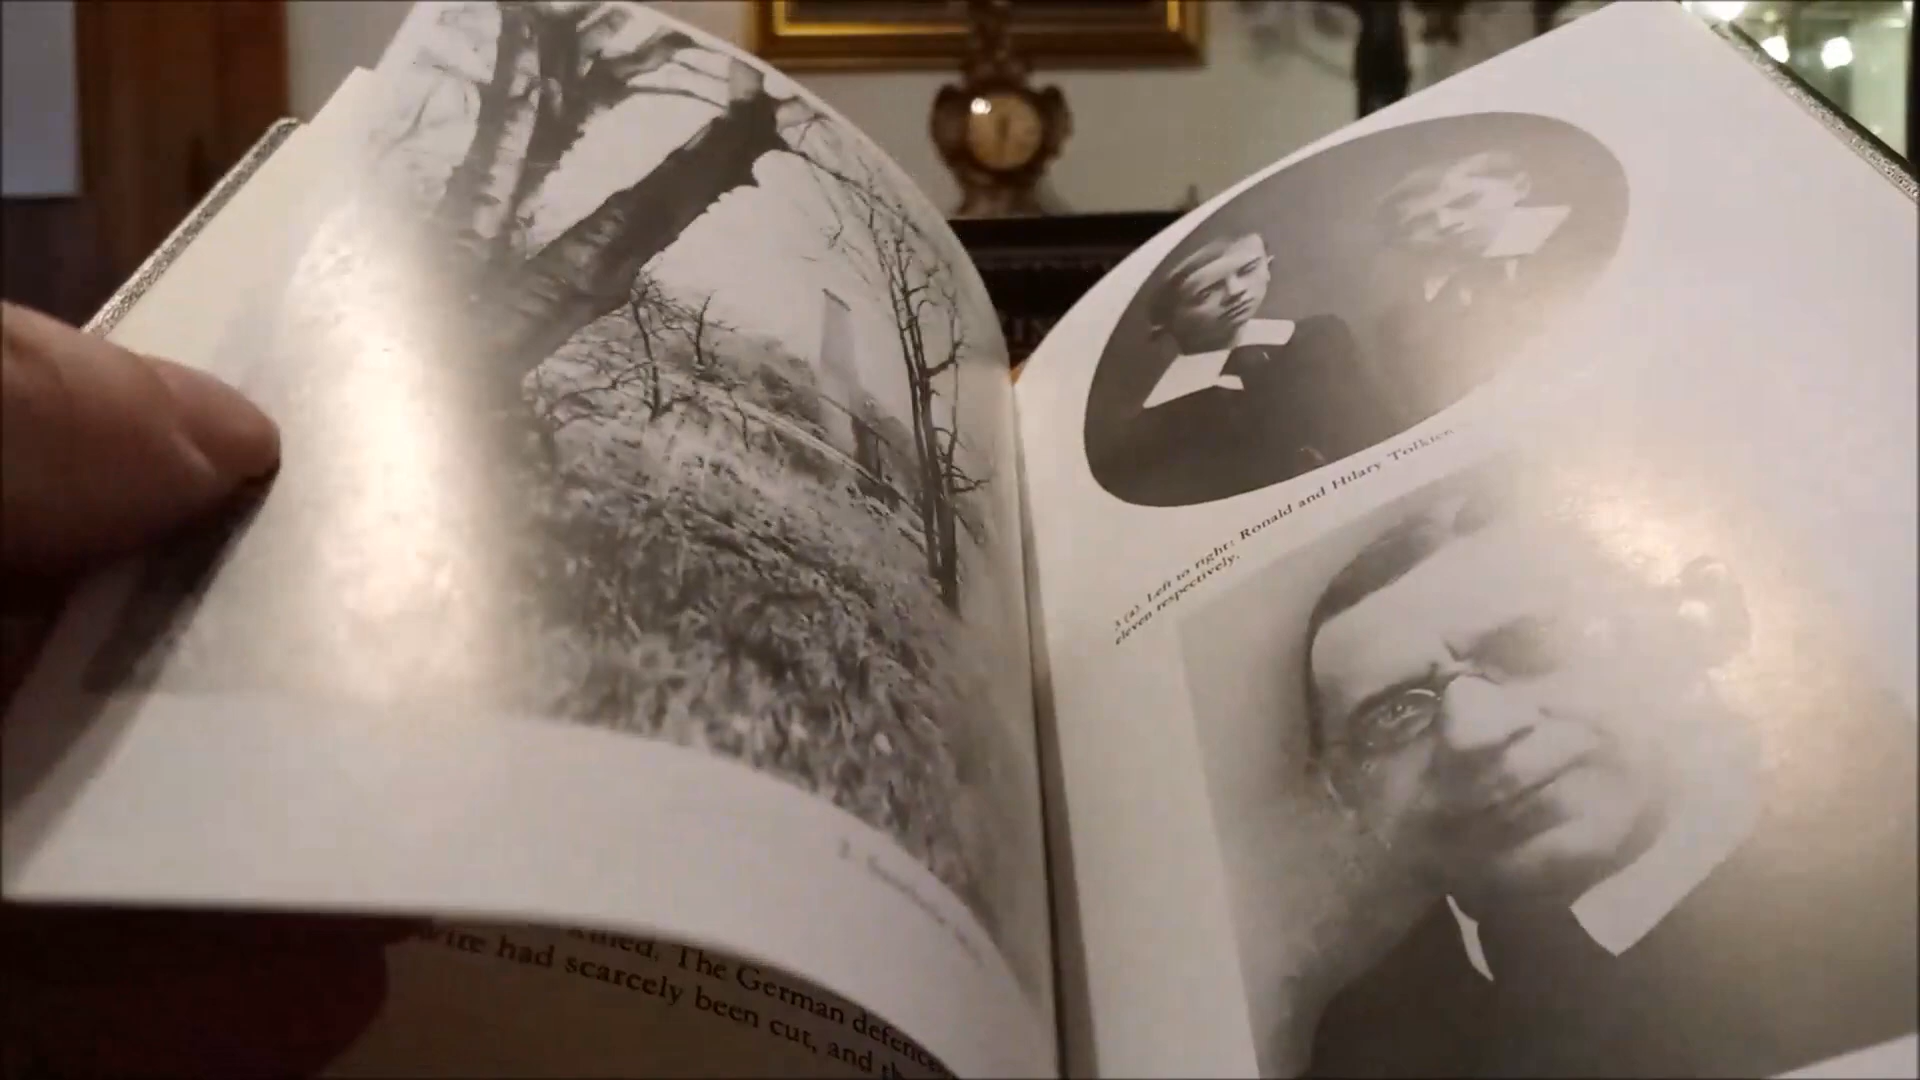 3 (a). Left to right: Ronald and Hilary Tolkien
eleven respectively.
killed. The German defence
wire had scarcely been cut, and